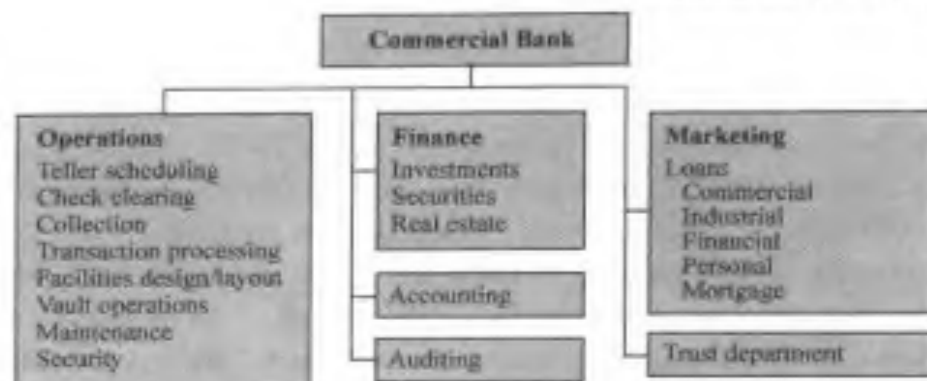 Commercial Bank
Operations
Teller scheduling
Check clearing
Collection
Transaction processing
Facilities design/layout
Vault operations
Maintenance
Security
Finance
Investments
Securities
Real estate
Accounting
Auditing
Marketing
Loans
Commercial
Industrial
Financial
Personal
Mortgage
Trust department